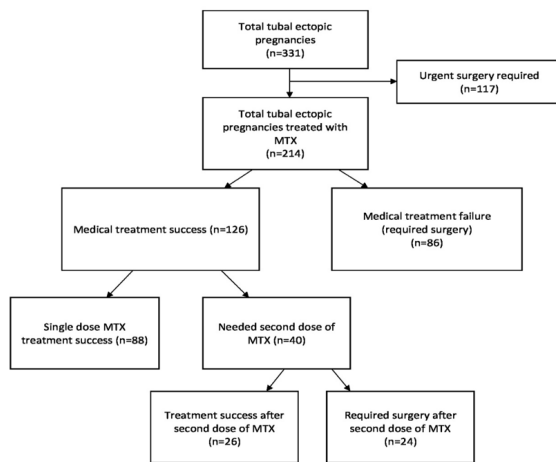 Total tubal ectopic
pregnancies
(n=331)
Urgent surgery required
(n=117)
Total tubal ectopic
pregnancies treated with
MTX
(n=214)
Medical treatment success (n=126)
Medical treatment failure
(required surgery)
(n=86)
Single dose MTX
treatment success (n=88)
Needed second dose of
MTX (n=40)
Treatment success after
second dose of MTX
(n=26)
Required surgery after
second dose of MTX
(n=24)